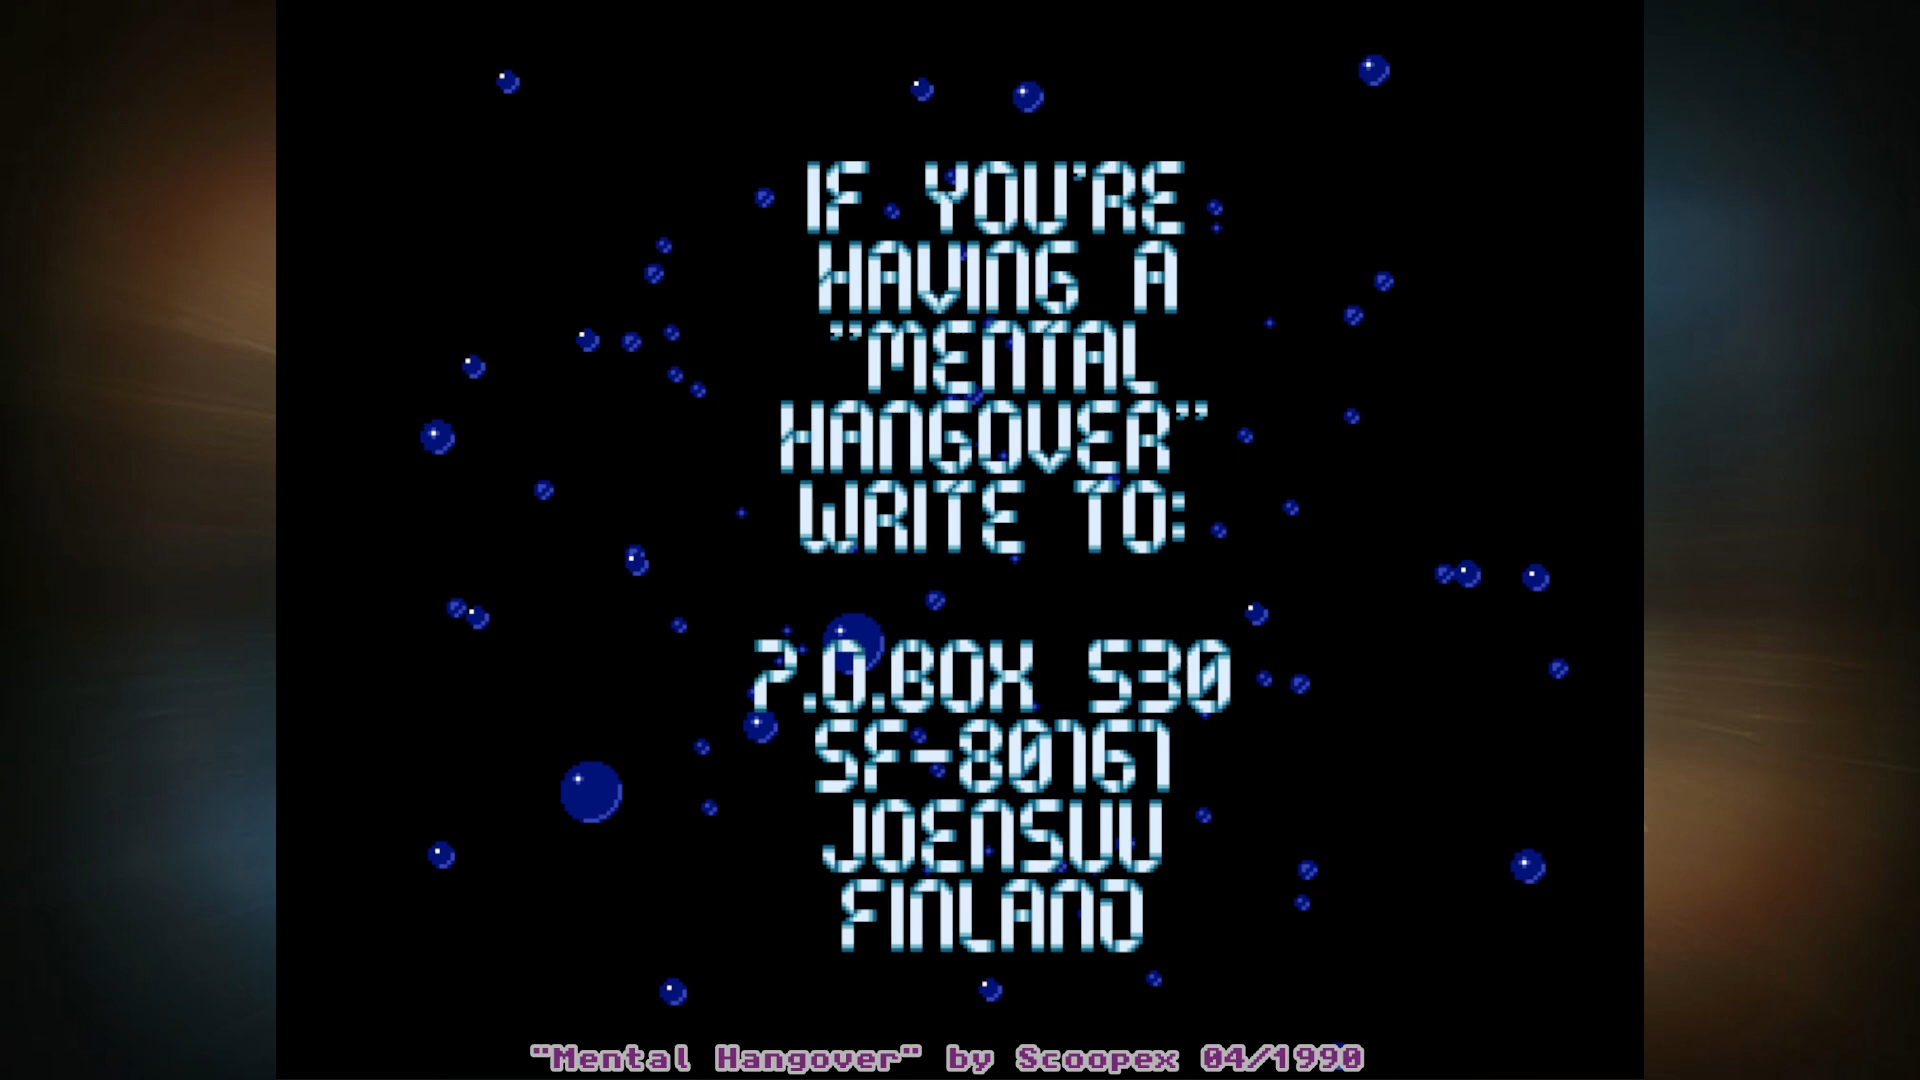 IF YOU'RE
HAVING A
"MENTAL
HANGOVER"
WRITE TO:
P.O.BOX 530
SF-80161
JOENSUU
FINLAND
"Mental Hangover" by Scoopex 04/1990